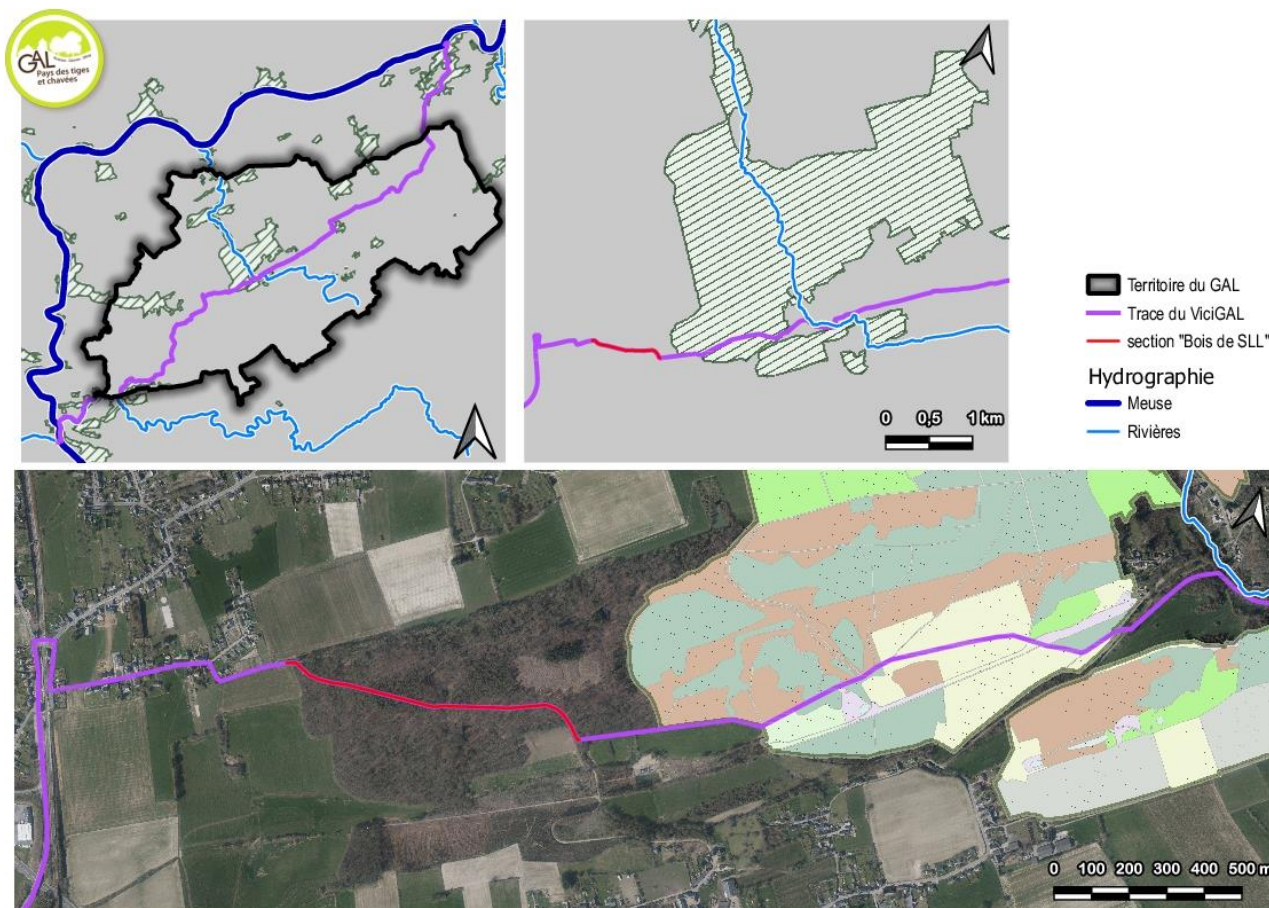 GAL
Pays des tiges
et chavées
Territoire du GAL
Trace du ViciGAL
section "Bois de SLL"
Hydrographie
Meuse
Rivières
0 0,5 1 km
0 100 200 300 400 500 m